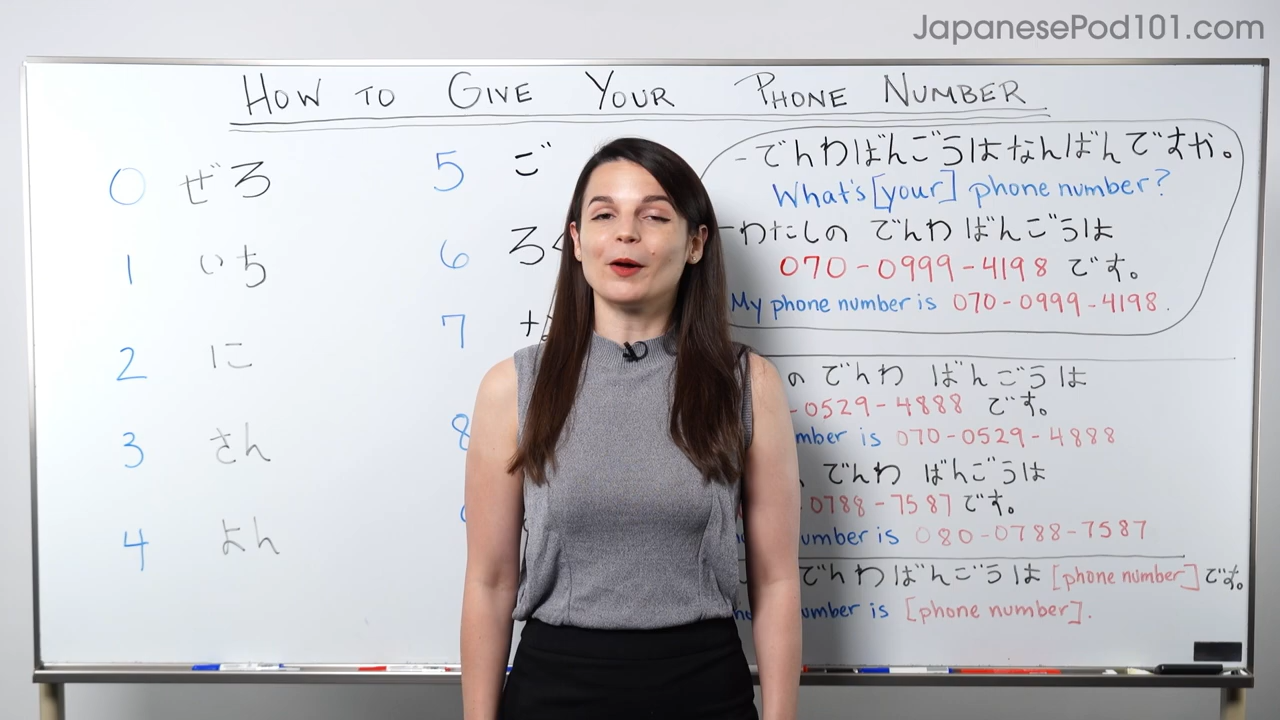 JapanesePod101.com
HOW TO GIVE YOUR PHONE NUMBER
0 ぜろ
1 いち
2 に
3 さん
4 よん
5 ご
6 ろく
7
8
- でんわばんごうは なんばんですか。
What's [your] phone number?
- わたしの でんわ ばんごうは
070-0999-4198 です。
My phone number is 070-0999-4198.
の でんわ ばんごうは
-0529-4888 です。
is 070-0529-4888
でんわ ばんごうは
0788-7587 です。
is 080-0788-7587
でんわばんごうは [phone number] です。
is [phone number].